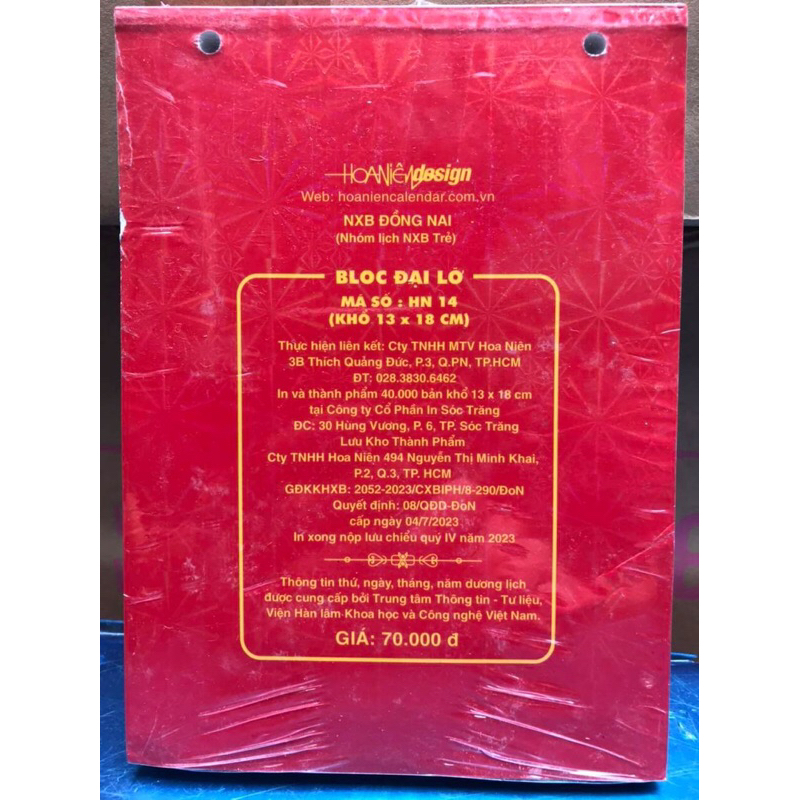 HOANIÊNdesign
Web: hoaniencalendar.com.vn
NXB ĐỒNG NAI
(Nhóm lịch NXB Trẻ)
BLOC ĐẠI LỠ
MÃ SỐ : HN 14
(KHỔ 13 x 18 CM)
Thực hiện liên kết: Cty TNHH MTV Hoa Niên
3B Thích Quảng Đức, P.3, Q.PN, TP.HCM
ĐT: 028.3830.6462
In và thành phẩm 40.000 bản khổ 13 x 18 cm
tại Công ty Cổ Phần In Sóc Trăng
ĐC: 30 Hùng Vương, P. 6, TP. Sóc Trăng
Lưu Kho Thành Phẩm
Cty TNHH Hoa Niên 494 Nguyễn Thị Minh Khai,
P.2, Q.3, TP. HCM
GĐKKHXB: 2052-2023/CXBIPH/8-290/ĐoN
Quyết định: 08/QĐD-ĐoN
cấp ngày 04/7/2023
In xong nộp lưu chiểu quý IV năm 2023
Thông tin thứ, ngày, tháng, năm dương lịch
được cung cấp bởi Trung tâm Thông tin - Tư liệu,
Viện Hàn lâm Khoa học và Công nghệ Việt Nam.
GIÁ: 70.000 đ